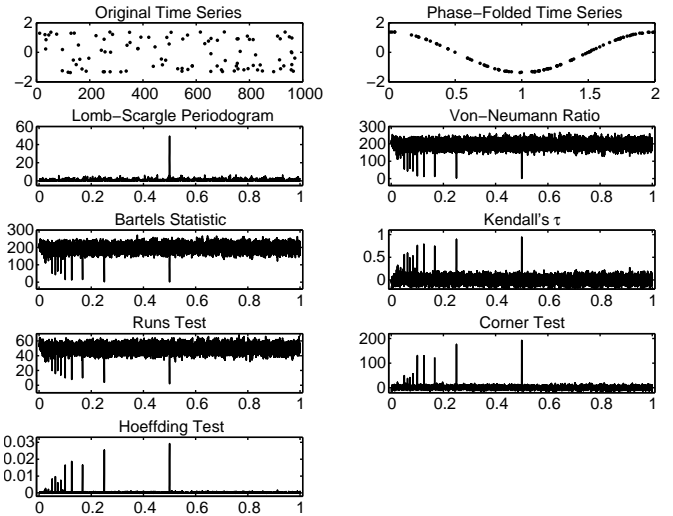 Original Time Series
2
0
−2
0 200 400 600 800 1000
Phase−Folded Time Series
2
0
−2
0 0.5 1 1.5 2
Lomb−Scargle Periodogram
60
40
20
0
0 0.2 0.4 0.6 0.8 1
Von−Neumann Ratio
300
200
100
0
0 0.2 0.4 0.6 0.8 1
Bartels Statistic
300
200
100
0
0 0.2 0.4 0.6 0.8 1
Kendall's τ
1
0.5
0
0 0.2 0.4 0.6 0.8 1
Runs Test
60
40
20
0
0 0.2 0.4 0.6 0.8 1
Corner Test
200
100
0
0 0.2 0.4 0.6 0.8 1
Hoeffding Test
0.03
0.02
0.01
0
0 0.2 0.4 0.6 0.8 1